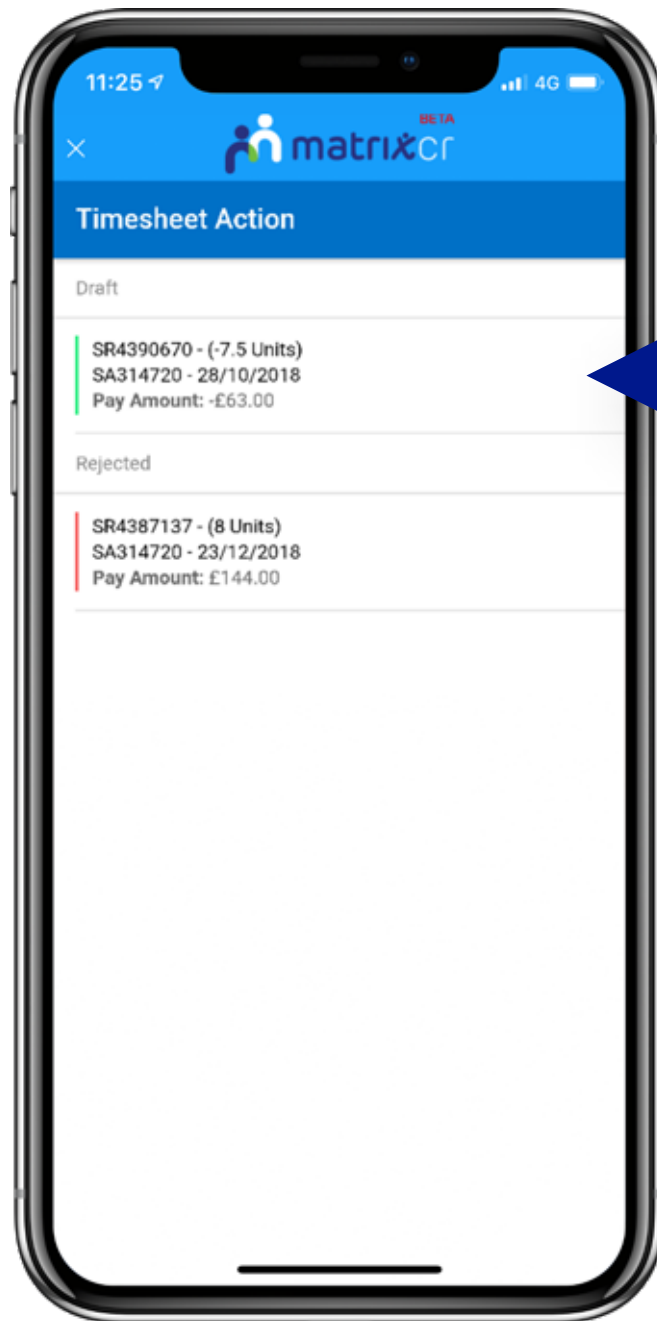 11:25
4G
BETA
matrixcr
Timesheet Action
Draft
SR4390670 - (-7.5 Units)
SA314720 - 28/10/2018
Pay Amount: -£63.00
Rejected
SR4387137 - (8 Units)
SA314720 - 23/12/2018
Pay Amount: £144.00